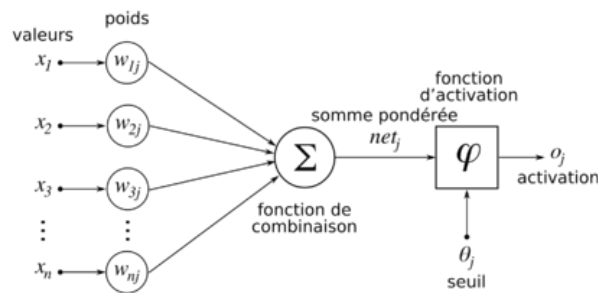 valeurs
poids
x₁
w₁ⱼ
x₂
w₂ⱼ
x₃
w₃ⱼ
⋮
⋮
xₙ
wₙⱼ
Σ
fonction de
combinaison
somme pondérée
netⱼ
fonction
d'activation
φ
oⱼ
activation
θⱼ
seuil